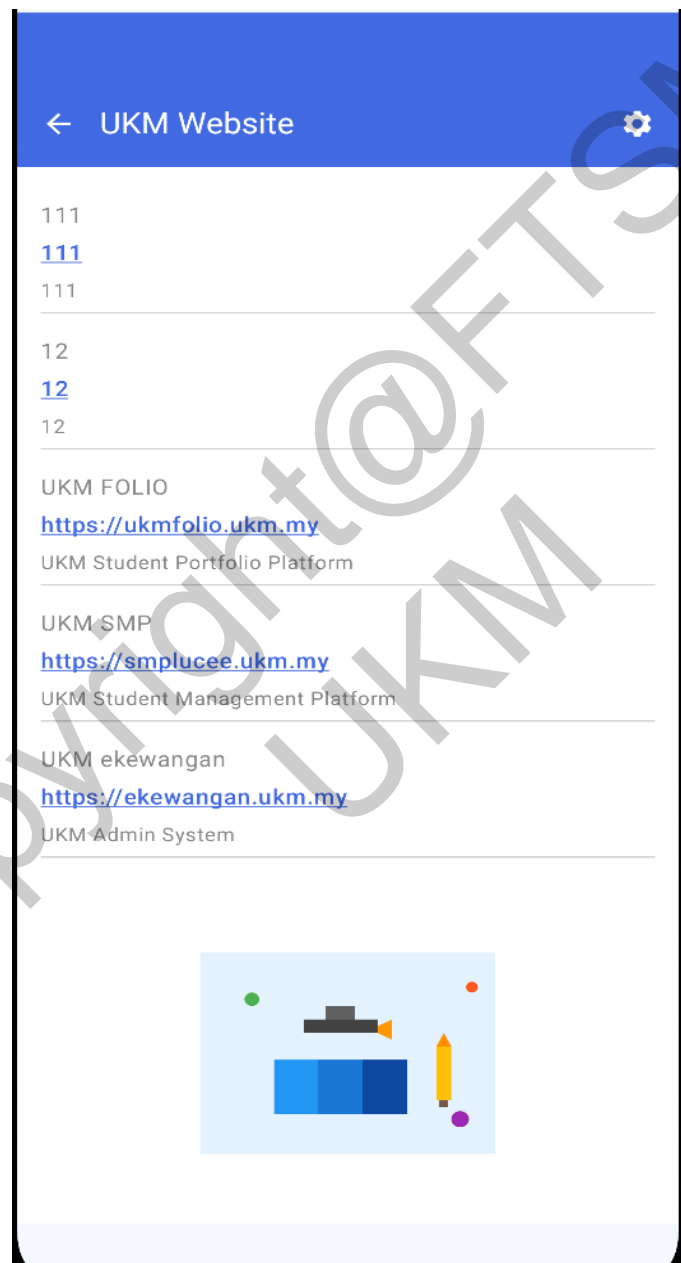 UKM Website
111
111
111
12
12
12
UKM FOLIO
https://ukmfolio.ukm.my
UKM Student Portfolio Platform
UKM SMP
https://smplucee.ukm.my
UKM Student Management Platform
UKM ekewangan
https://ekewangan.ukm.my
UKM Admin System
pyright@FTSM
UKM